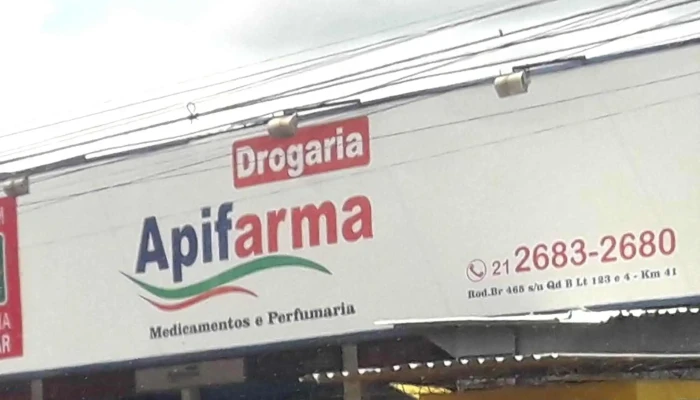 Drogaria
Apifarma
Medicamentos e Perfumaria
21 2683-2680
Rod.Br 465 s/n Qd B Lt 123 e 4 - Km 41